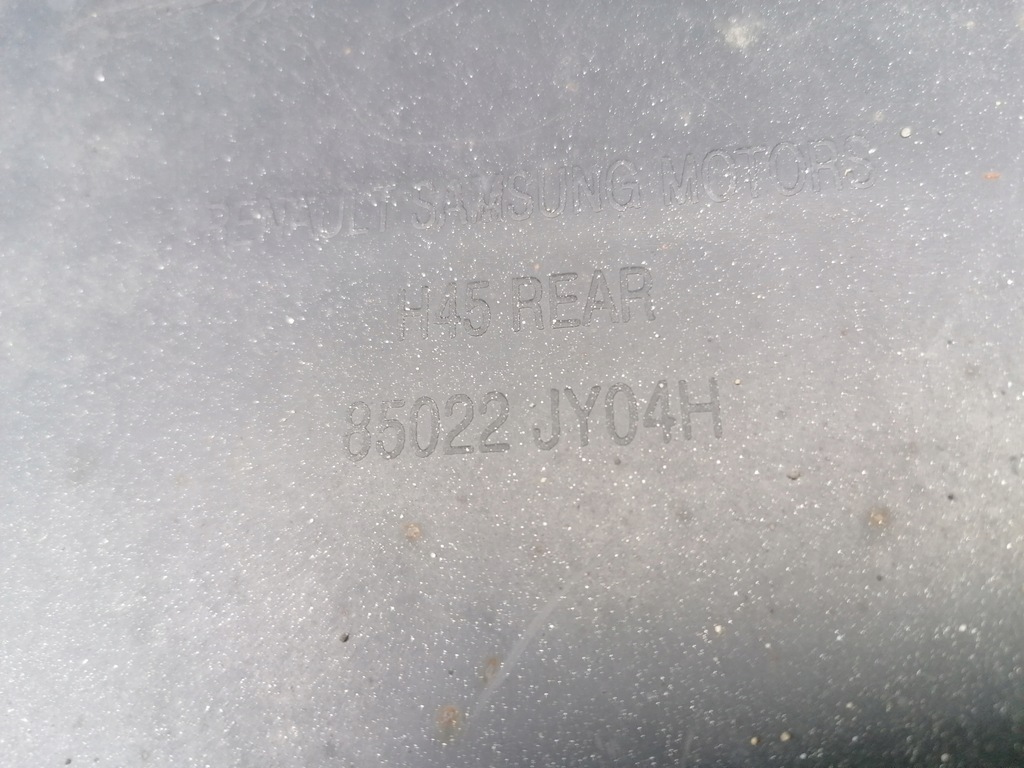 RENAULT SAMSUNG MOTORS
H45 REAR
85022 JY04H